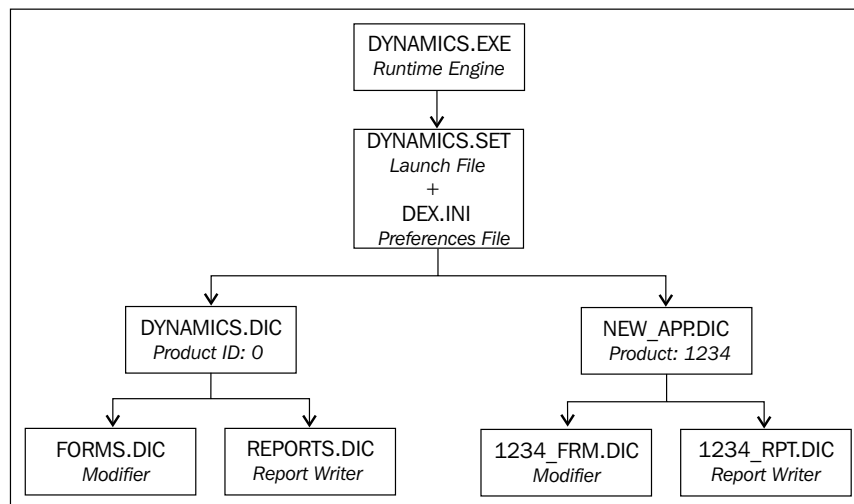 DYNAMICS.EXE
Runtime Engine
DYNAMICS.SET
Launch File
+
DEX.INI
Preferences File
DYNAMICS.DIC
Product ID: 0
NEW_APP.DIC
Product: 1234
FORMS.DIC
Modifier
REPORTS.DIC
Report Writer
1234_FRM.DIC
Modifier
1234_RPT.DIC
Report Writer